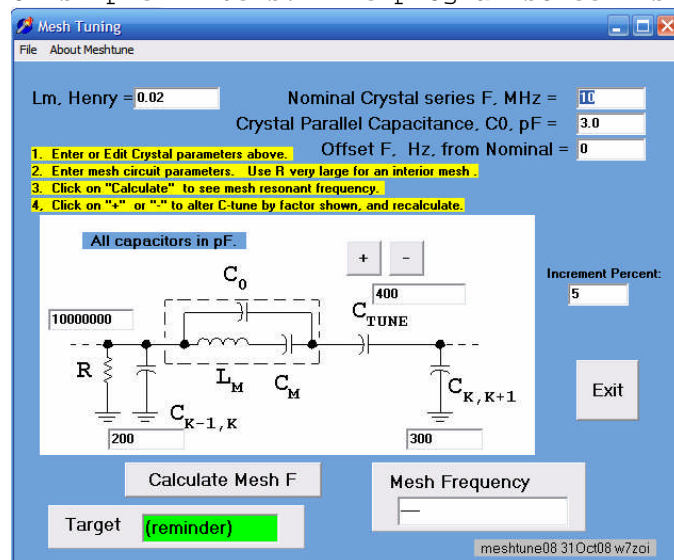 Mesh Tuning
File About Meshtune
Lm, Henry = 0.02
Nominal Crystal series F, MHz = 10
Crystal Parallel Capacitance, C0, pF = 3.0
Offset F, Hz, from Nominal = 0
1. Enter or Edit Crystal parameters above.
2. Enter mesh circuit parameters. Use R very large for an interior mesh .
3. Click on "Calculate" to see mesh resonant frequency.
4, Click on "+" or "-" to alter C-tune by factor shown, and recalculate.
All capacitors in pF.
+ -
Increment Percent:
5
C0
400
10000000
CTUNE
R
LM
CM
CK-1,K
CK,K+1
Exit
200
300
Calculate Mesh F
Mesh Frequency
—
Target (reminder)
meshtune08 31Oct08 w7zoi